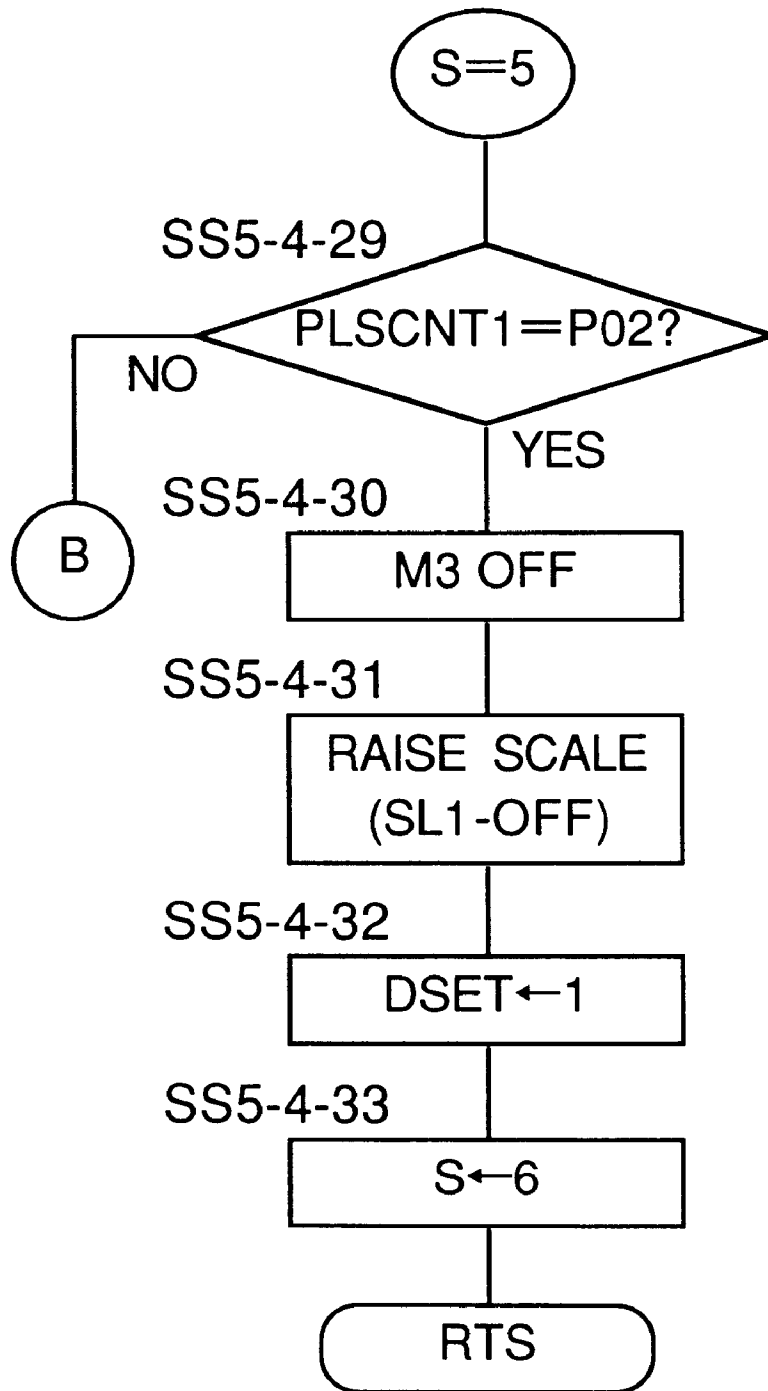 S=5
SS5-4-29
PLSCNT1=P02?
NO
YES
SS5-4-30
B
M3 OFF
SS5-4-31
RAISE SCALE
(SL1-OFF)
SS5-4-32
DSET←1
SS5-4-33
S←6
RTS